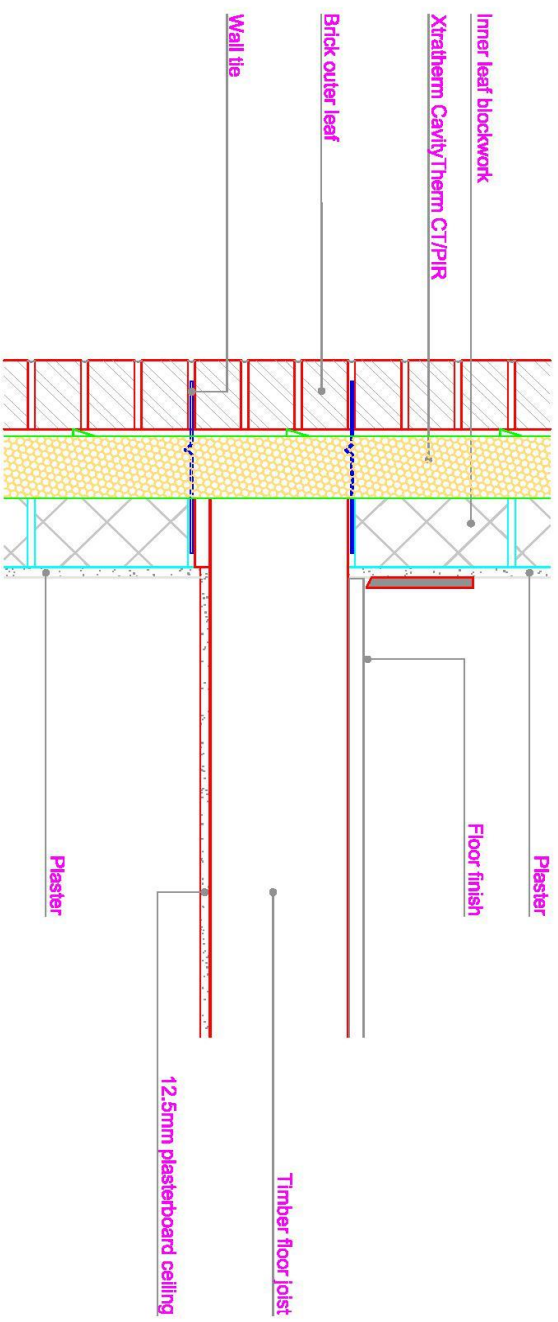 Inner leaf blockwork
Xtratherm CavityTherm CT/PIR
Brick outer leaf
Wall tie
Plaster
Floor finish
Timber floor joist
12.5mm plasterboard ceiling
Plaster